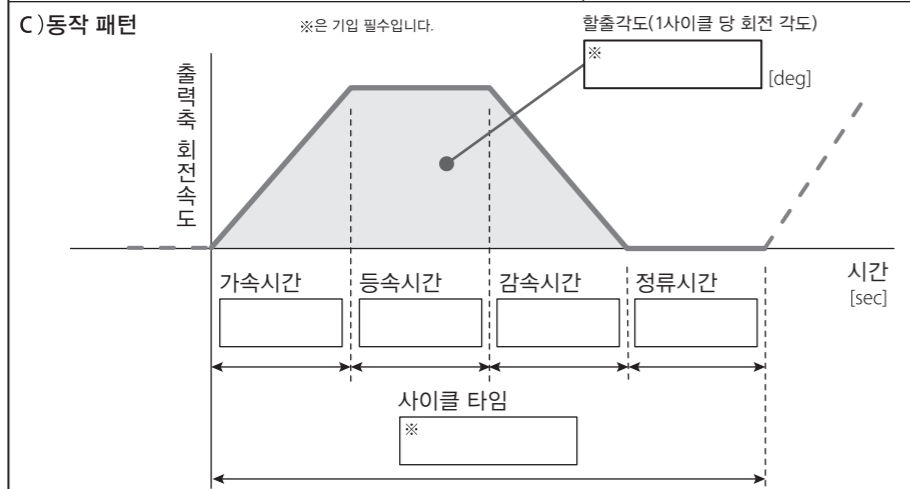 C)동작 패턴
※은 기입 필수입니다.
할출각도(1사이클 당 회전 각도)
※
[deg]
출력축 회전속도
가속시간
등속시간
감속시간
정류시간
시간
[sec]
사이클 타임
※